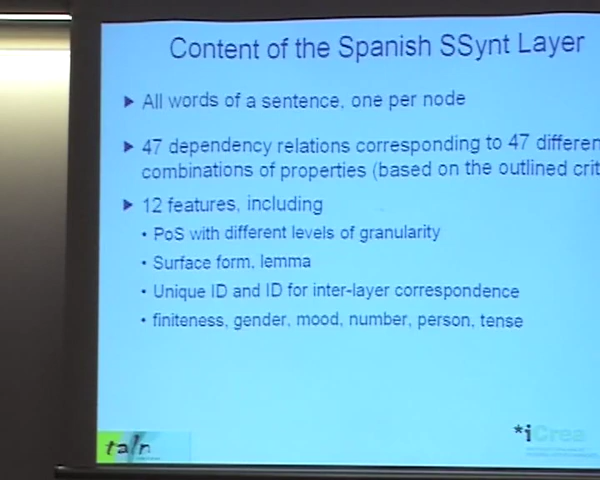 Content of the Spanish SSynt Layer
All words of a sentence, one per node
47 dependency relations corresponding to 47 differen
combinations of properties (based on the outlined crit
12 features, including
• PoS with different levels of granularity
• Surface form, lemma
• Unique ID and ID for inter-layer correspondence
• finiteness, gender, mood, number, person, tense
taln
*iCrea